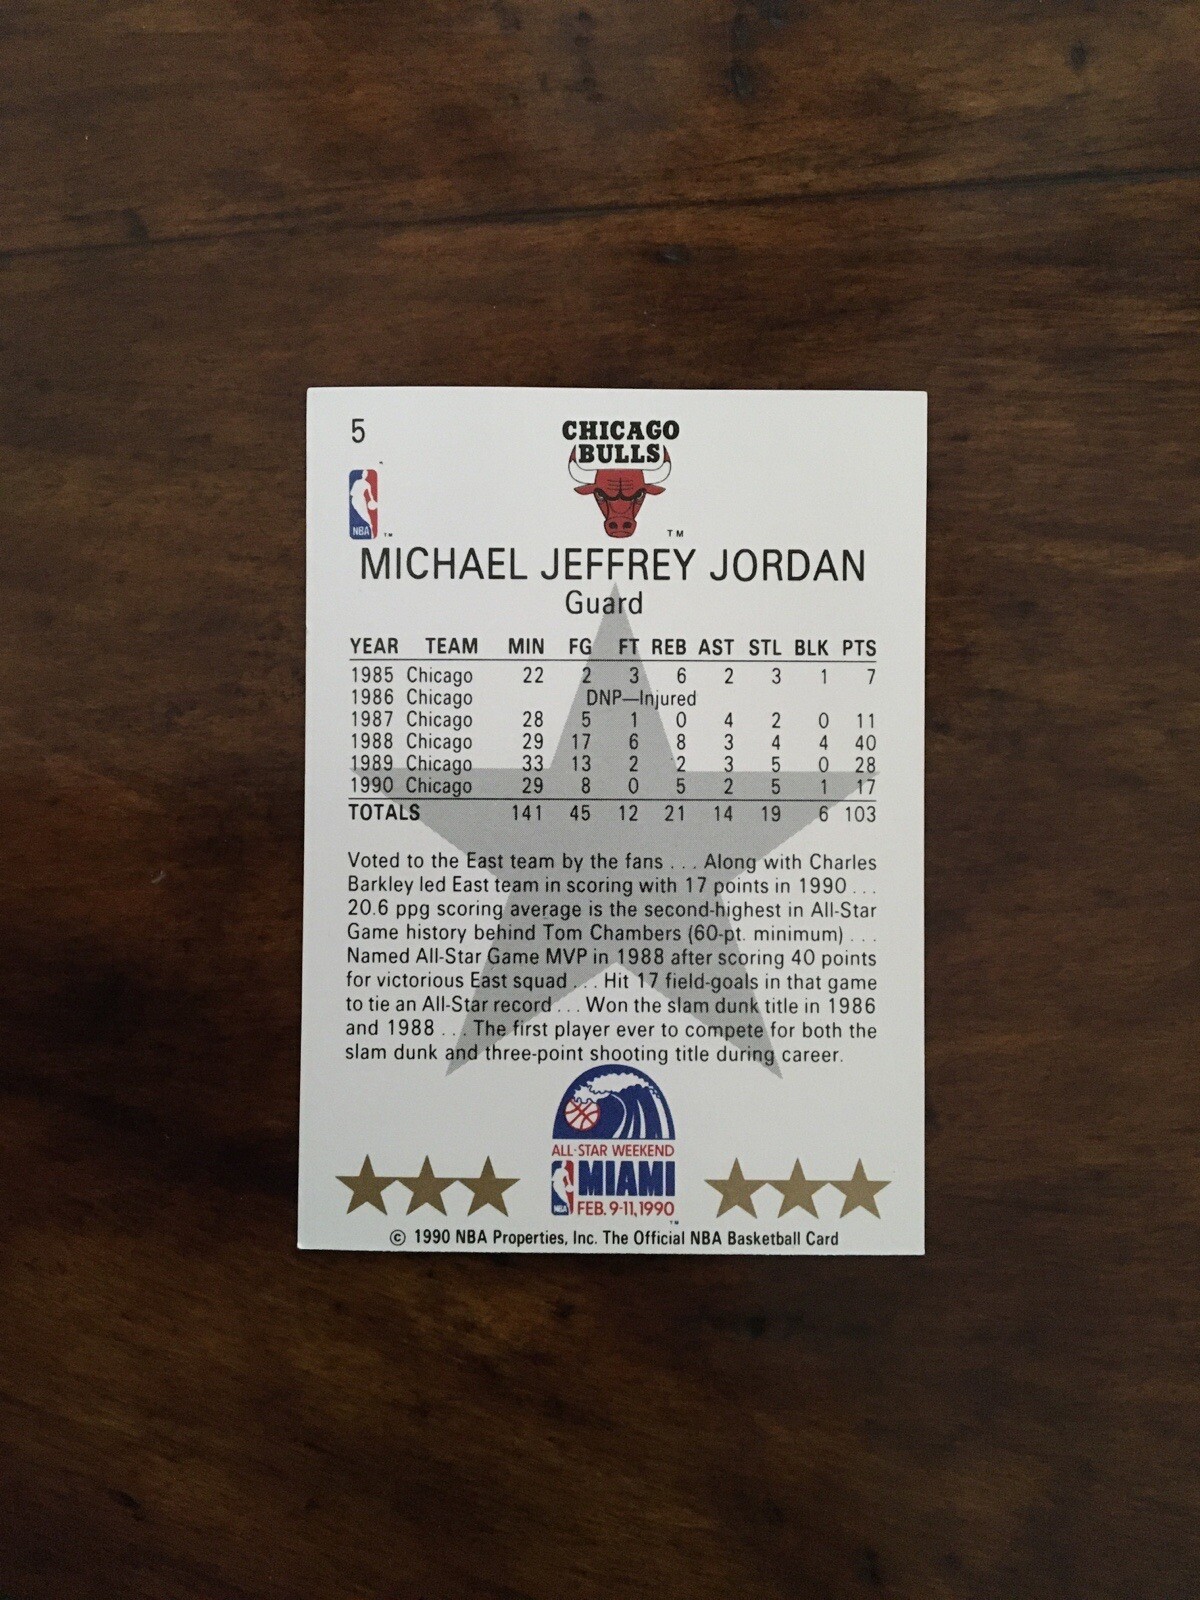 5
CHICAGO
BULLS
TM
NBA
TM
MICHAEL JEFFREY JORDAN
Guard
YEAR TEAM MIN FG FT REB AST STL BLK PTS
1985 Chicago 22 2 3 6 2 3 1 7
1986 Chicago DNP—Injured
1987 Chicago 28 5 1 0 4 2 0 11
1988 Chicago 29 17 6 8 3 4 4 40
1989 Chicago 33 13 2 2 3 5 0 28
1990 Chicago 29 8 0 5 2 5 1 17
TOTALS 141 45 12 21 14 19 6 103
Voted to the East team by the fans . . . Along with Charles
Barkley led East team in scoring with 17 points in 1990 . . .
20.6 ppg scoring average is the second-highest in All-Star
Game history behind Tom Chambers (60-pt. minimum) . . .
Named All-Star Game MVP in 1988 after scoring 40 points
for victorious East squad . . . Hit 17 field-goals in that game
to tie an All-Star record . . . Won the slam dunk title in 1986
and 1988 . . . The first player ever to compete for both the
slam dunk and three-point shooting title during career.
ALL-STAR WEEKEND
MIAMI
NBA
FEB. 9-11, 1990
TM
© 1990 NBA Properties, Inc. The Official NBA Basketball Card